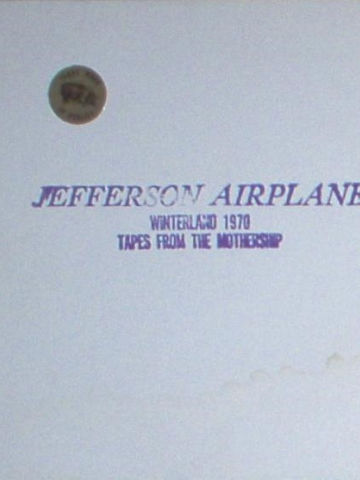 JEFFERSON AIRPLANE
WINTERLAND 1970
TAPES FROM THE MOTHERSHIP